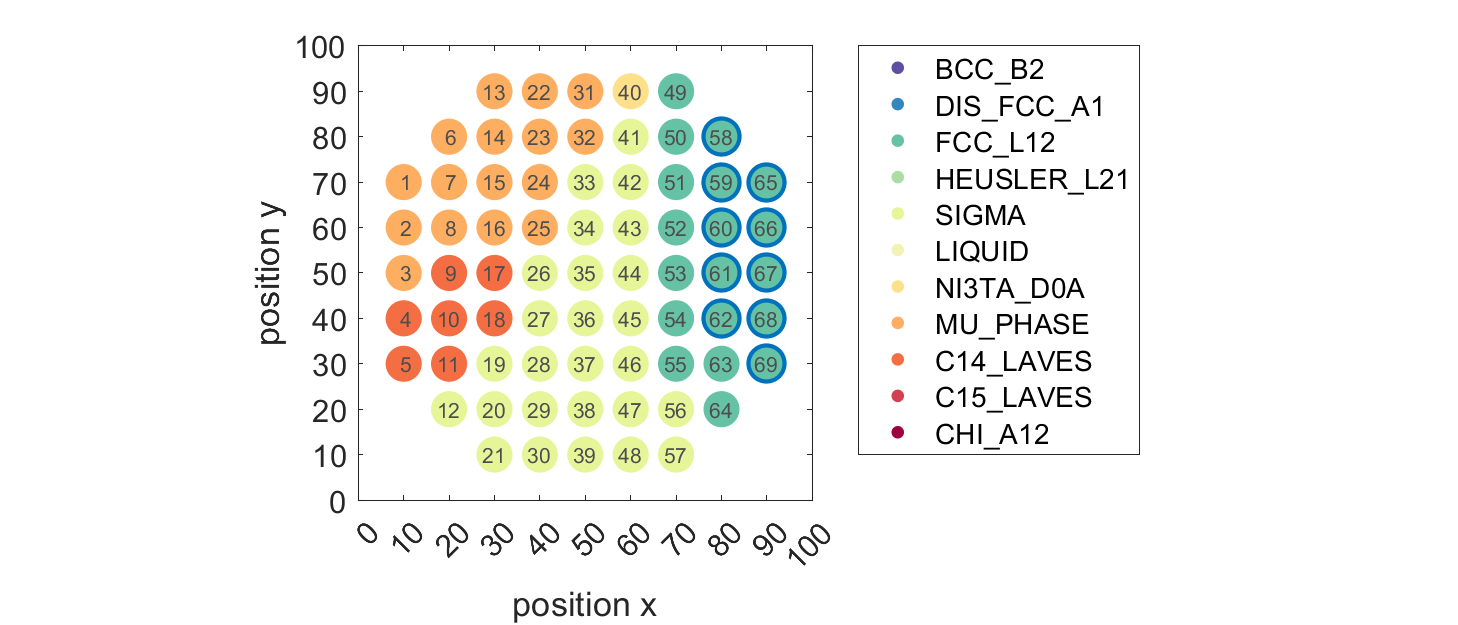 100
90
80
70
60
50
40
30
20
10
0
position y
13 22 31 40 49
6 14 23 32 41 50 58
1 7 15 24 33 42 51 59 65
2 8 16 25 34 43 52 60 66
3 9 17 26 35 44 53 61 67
4 10 18 27 36 45 54 62 68
5 11 19 28 37 46 55 63 69
12 20 29 38 47 56 64
21 30 39 48 57
0 10 20 30 40 50 60 70 80 90 100
position x
BCC_B2
DIS_FCC_A1
FCC_L12
HEUSLER_L21
SIGMA
LIQUID
NI3TA_D0A
MU_PHASE
C14_LAVES
C15_LAVES
CHI_A12